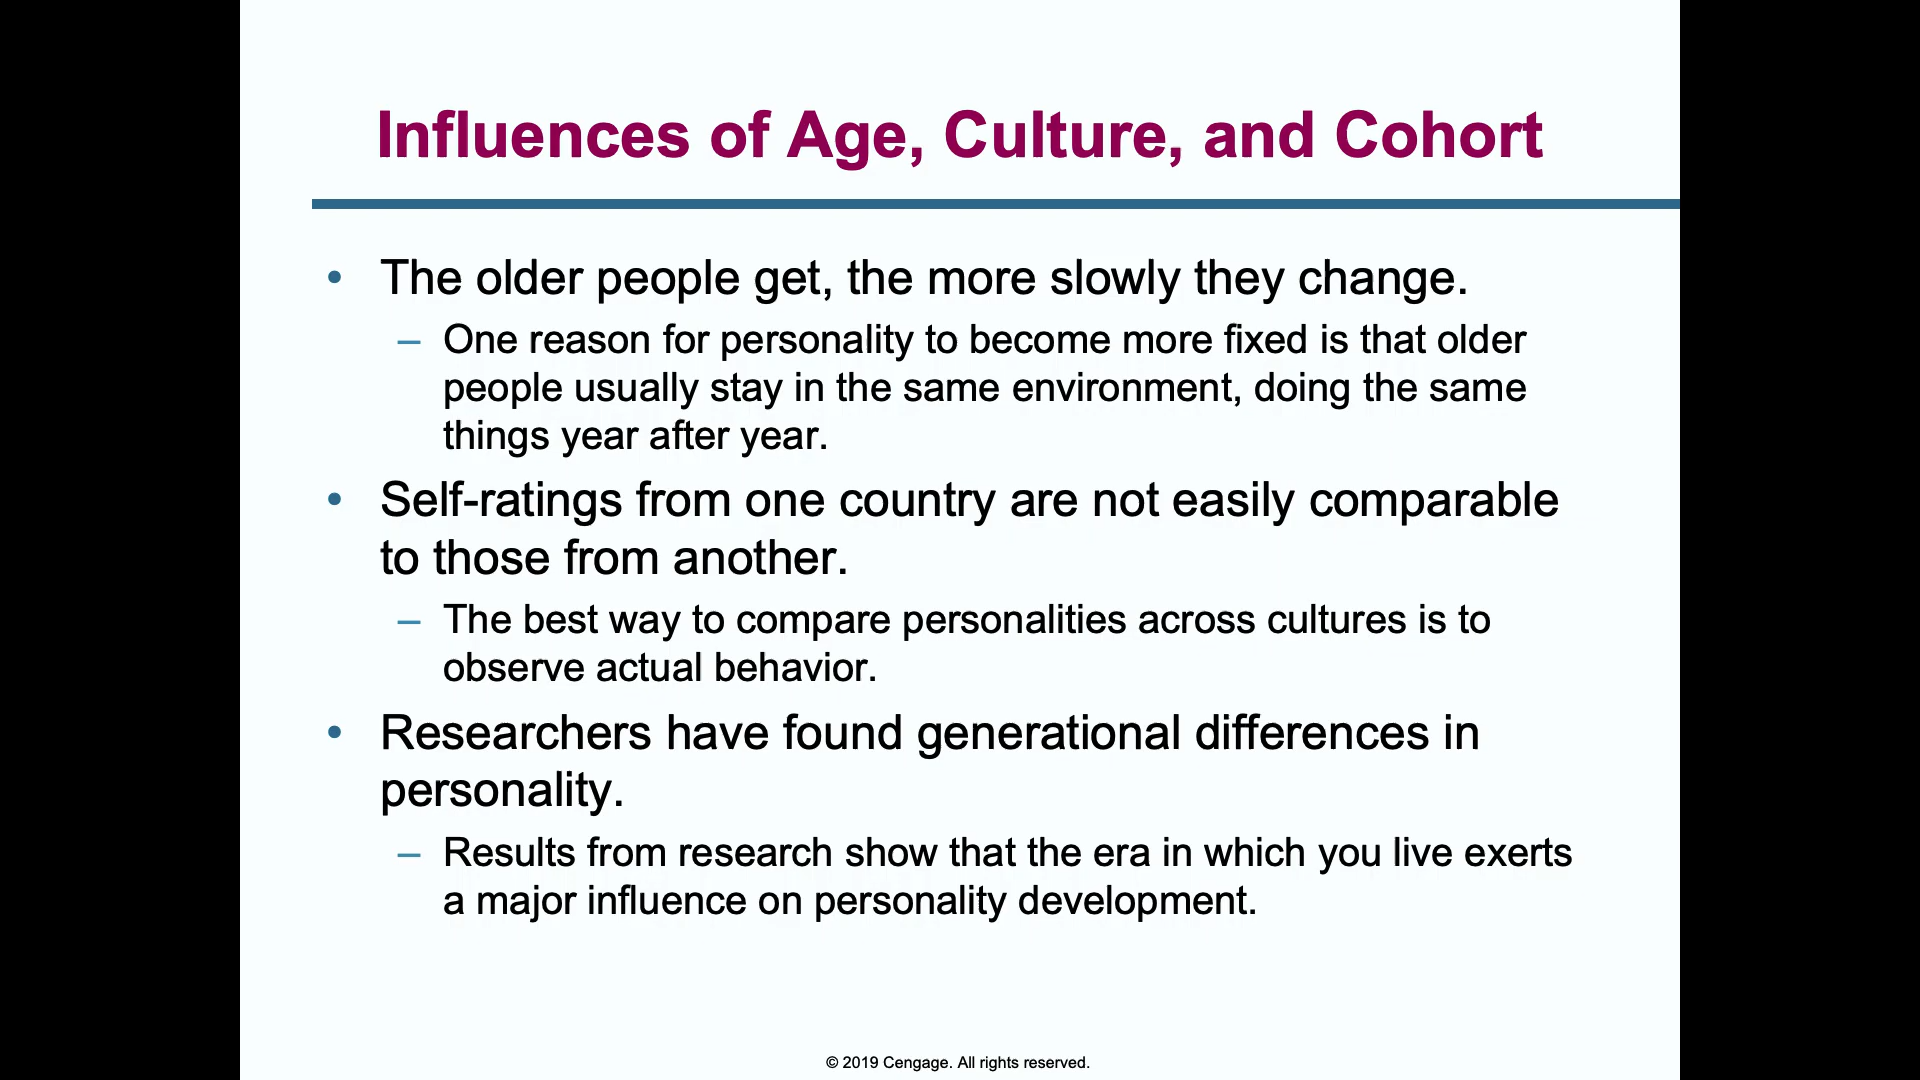 Influences of Age, Culture, and Cohort
• The older people get, the more slowly they change.
– One reason for personality to become more fixed is that older
people usually stay in the same environment, doing the same
things year after year.
• Self-ratings from one country are not easily comparable
to those from another.
– The best way to compare personalities across cultures is to
observe actual behavior.
• Researchers have found generational differences in
personality.
– Results from research show that the era in which you live exerts
a major influence on personality development.
© 2019 Cengage. All rights reserved.